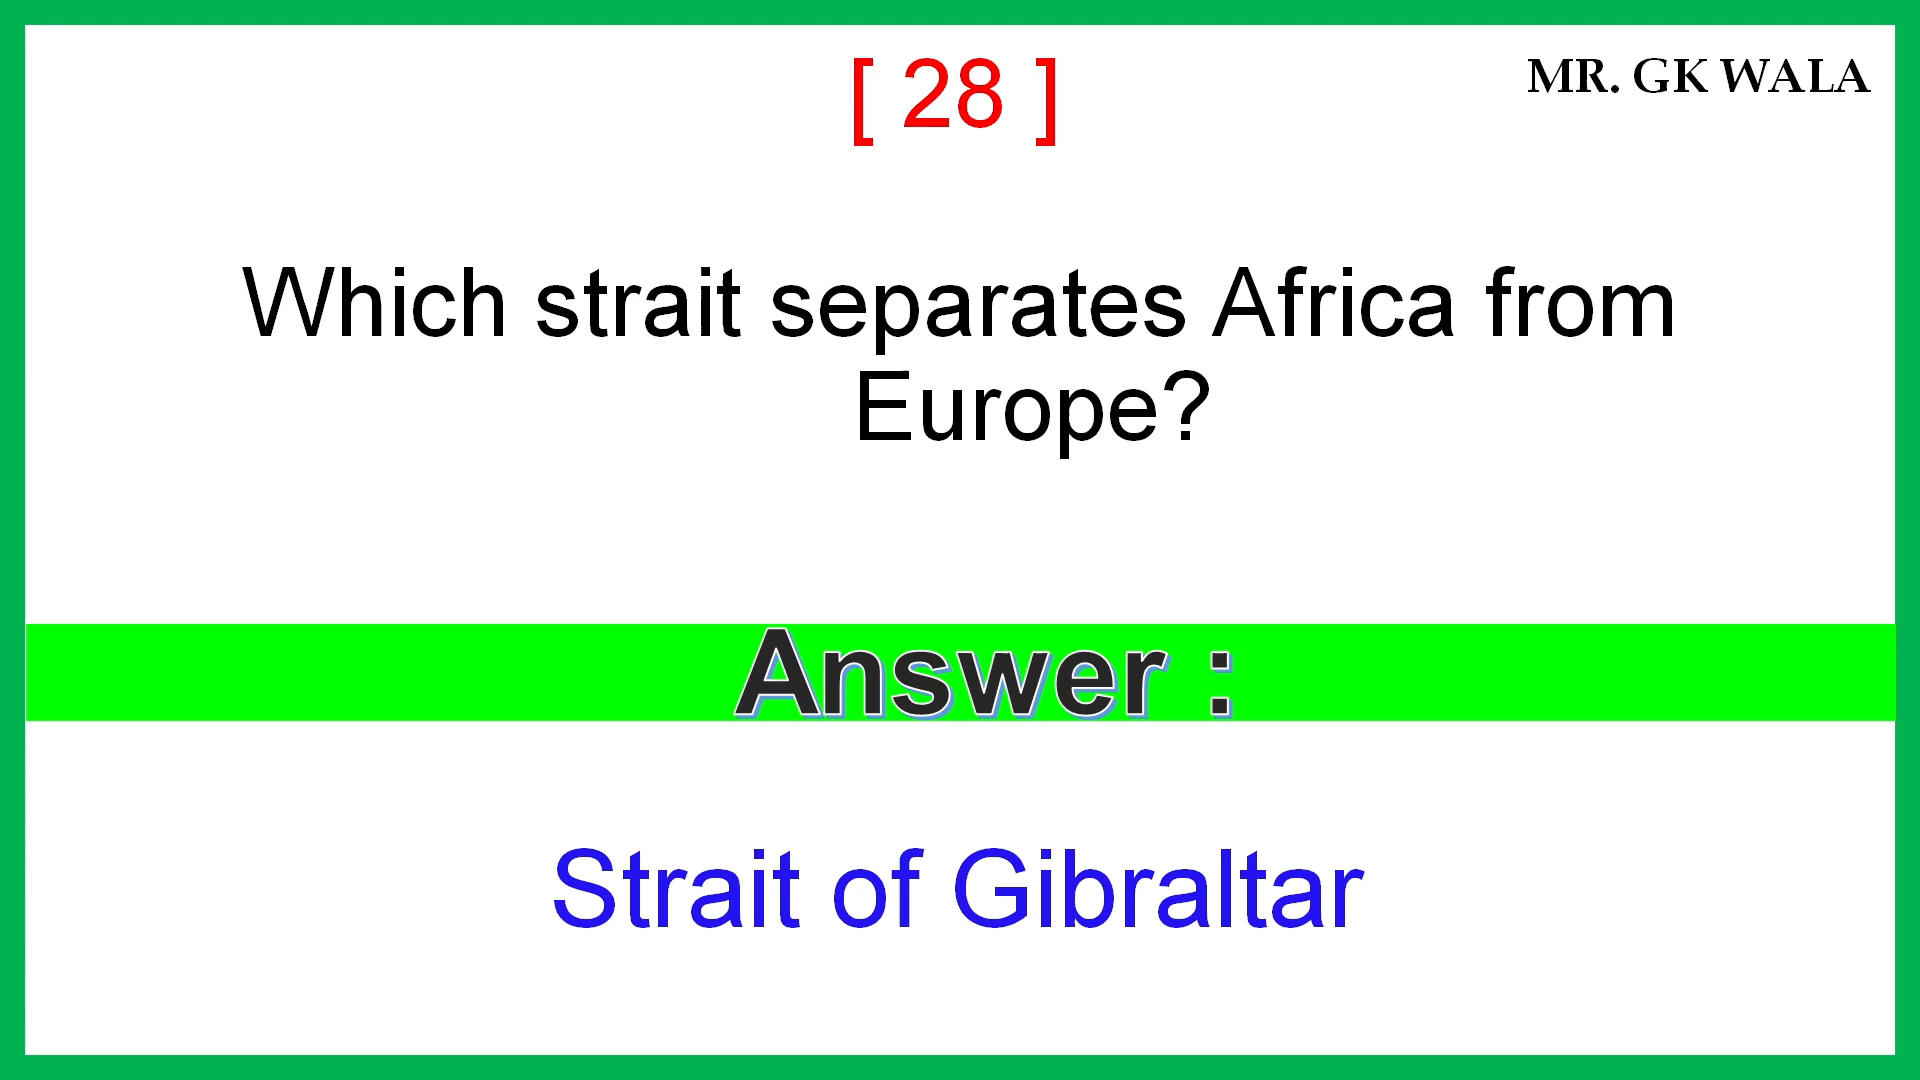 [ 28 ]
MR. GK WALA
Which strait separates Africa from
Europe?
Answer :
Strait of Gibraltar